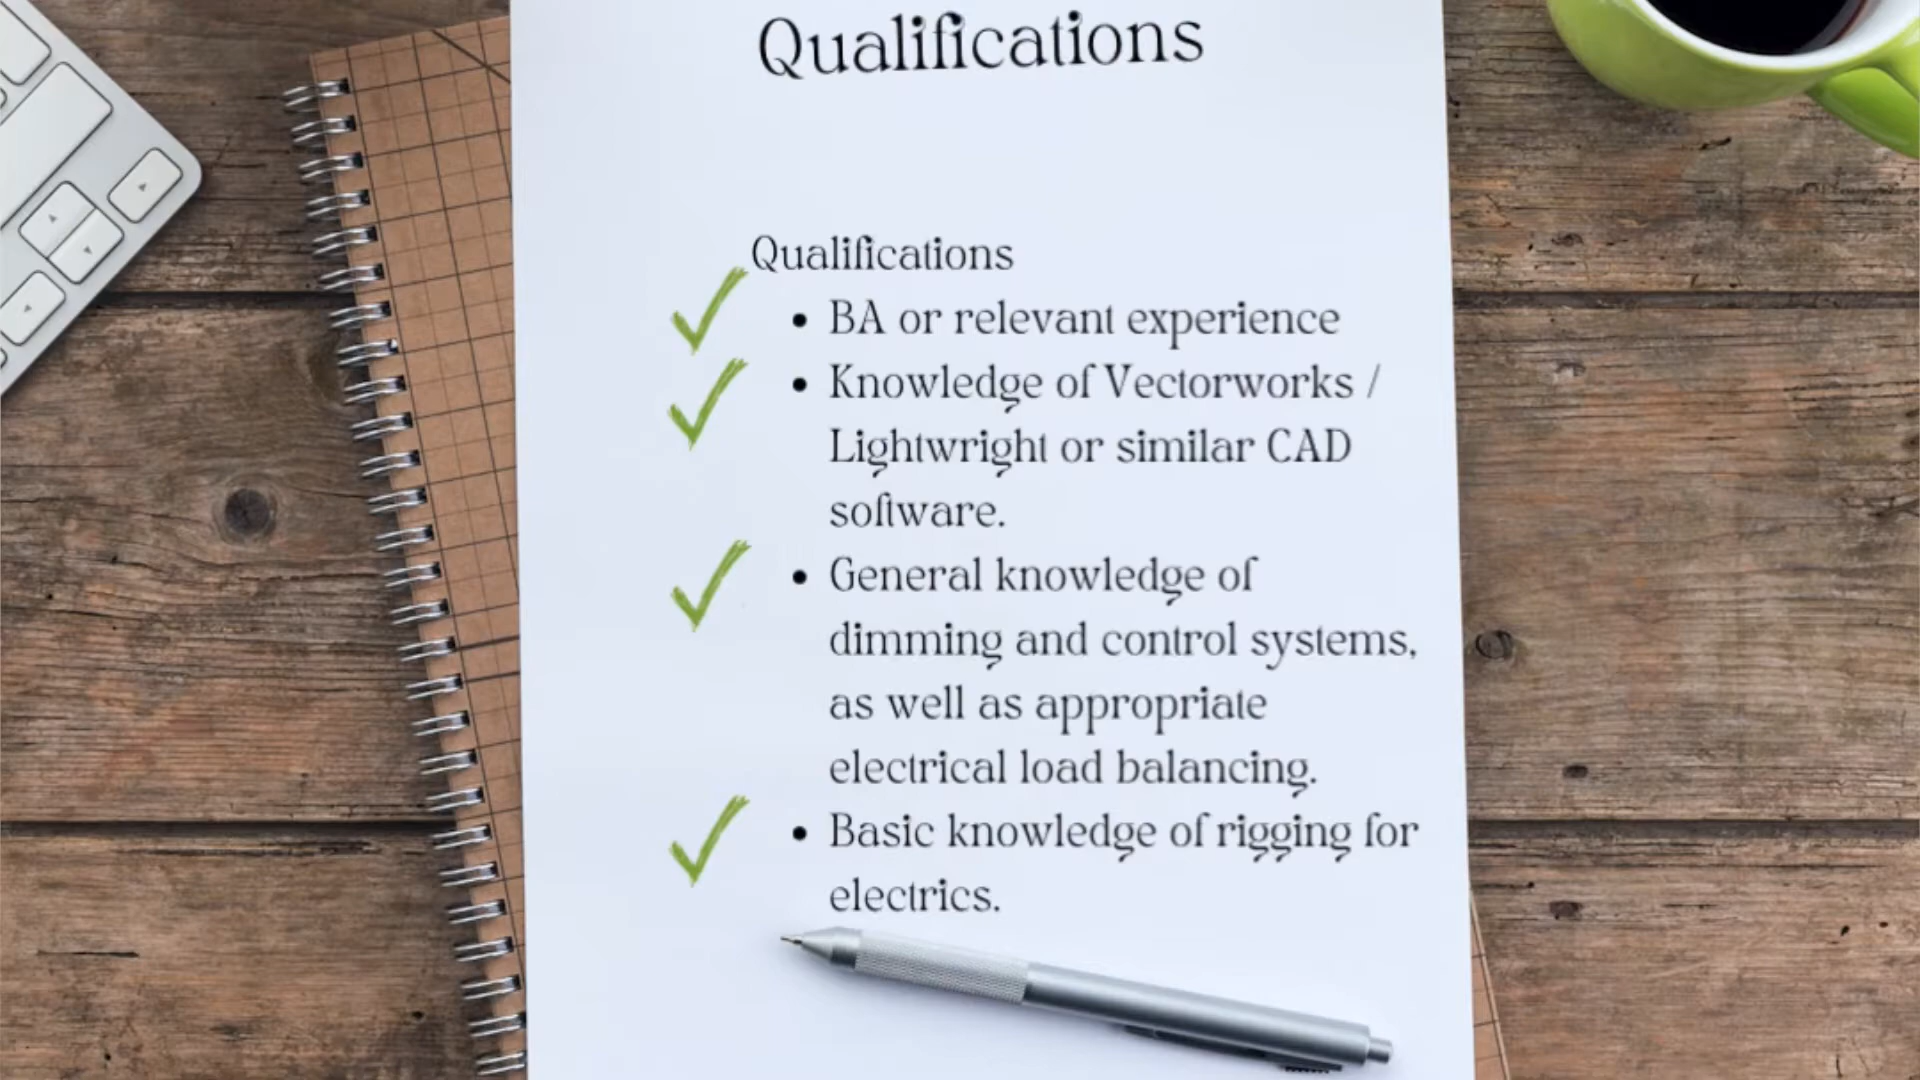 Qualifications
Qualifications
• BA or relevant experience
• Knowledge of Vectorworks /
Lightwright or similar CAD
software.
• General knowledge of
dimming and control systems,
as well as appropriate
electrical load balancing.
• Basic knowledge of rigging for
electrics.